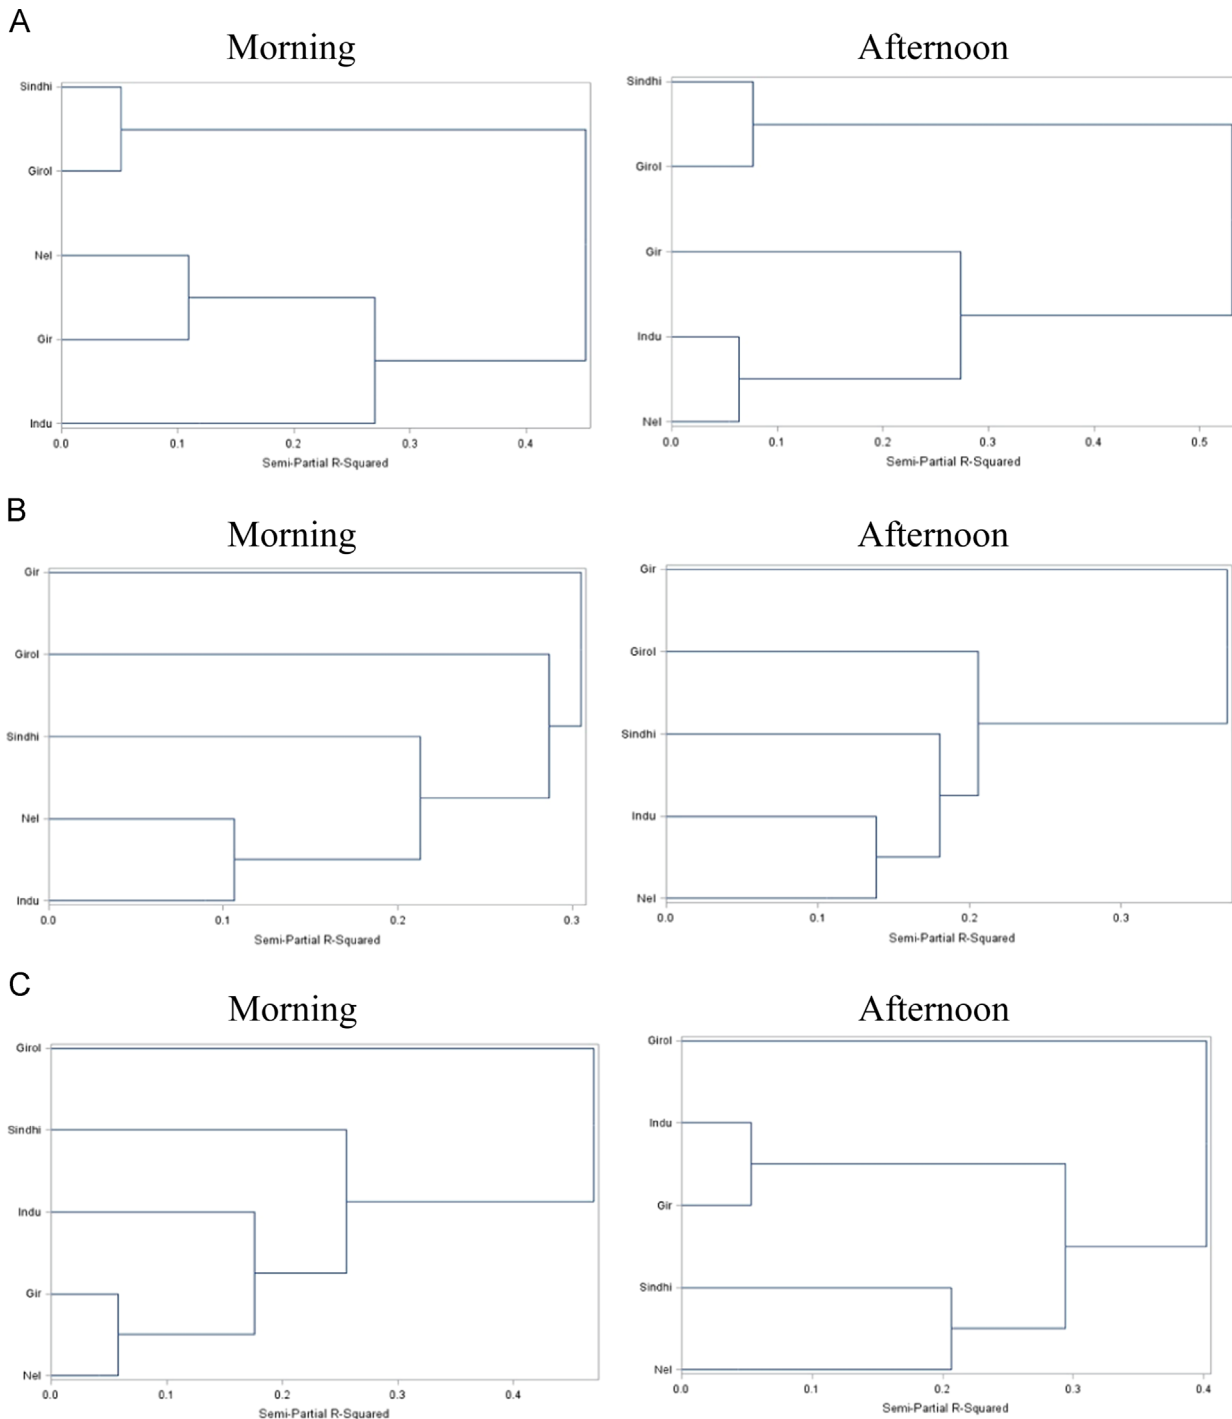 A
Morning
Afternoon
Sindhi
Girol
Nel
Gir
Indu
0.0 0.1 0.2 0.3 0.4
Semi-Partial R-Squared
Sindhi
Girol
Gir
Indu
Nel
0.0 0.1 0.2 0.3 0.4 0.5
Semi-Partial R-Squared
B
Morning
Afternoon
Gir
Girol
Sindhi
Nel
Indu
0.0 0.1 0.2 0.3
Semi-Partial R-Squared
Gir
Girol
Sindhi
Indu
Nel
0.0 0.1 0.2 0.3
Semi-Partial R-Squared
C
Morning
Afternoon
Girol
Sindhi
Indu
Gir
Nel
0.0 0.1 0.2 0.3 0.4
Semi-Partial R-Squared
Girol
Indu
Gir
Sindhi
Nel
0.0 0.1 0.2 0.3 0.4
Semi-Partial R-Squared